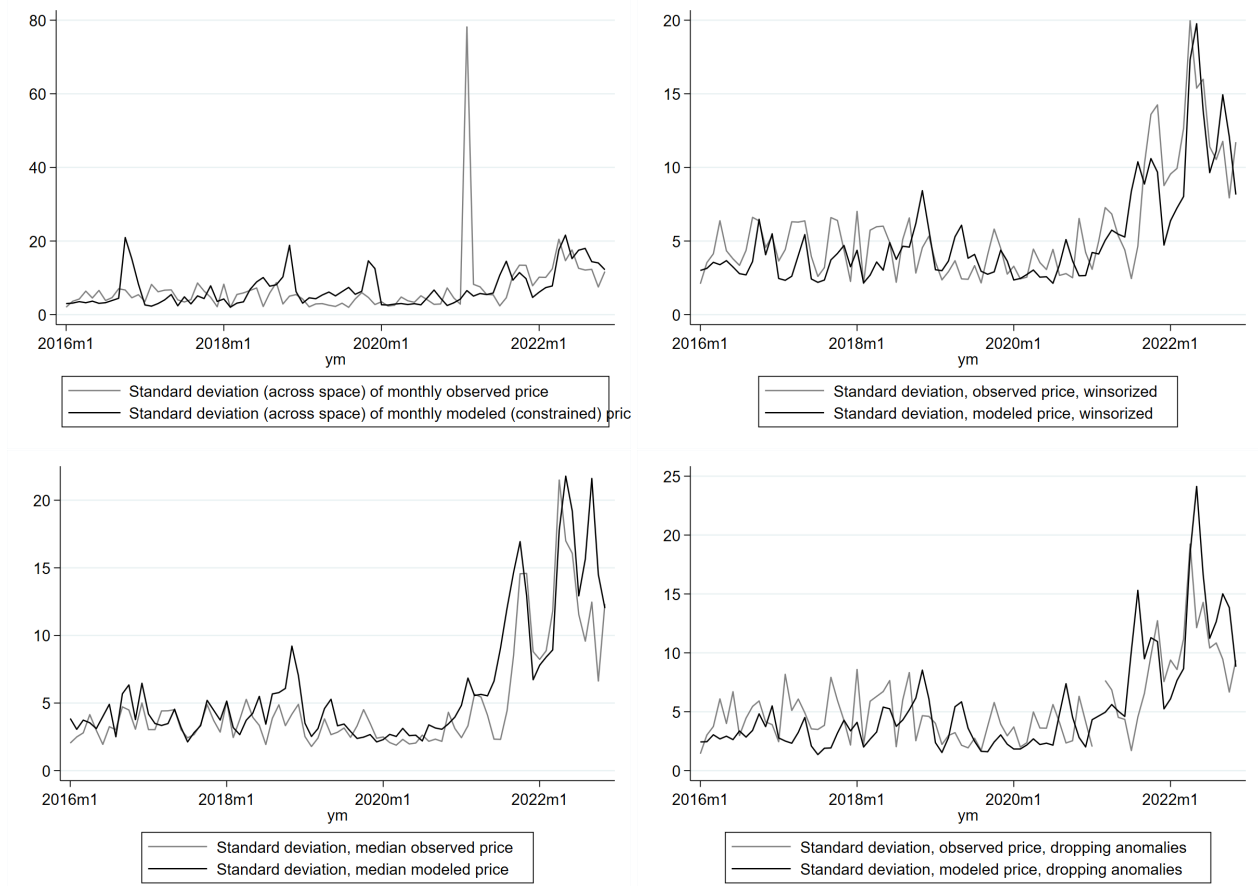 80
60
40
20
0
2016m1 2018m1 2020m1 2022m1
ym
Standard deviation (across space) of monthly observed price
Standard deviation (across space) of monthly modeled (constrained) pric
20
15
10
5
0
2016m1 2018m1 2020m1 2022m1
ym
Standard deviation, observed price, winsorized
Standard deviation, modeled price, winsorized
20
15
10
5
0
2016m1 2018m1 2020m1 2022m1
ym
Standard deviation, median observed price
Standard deviation, median modeled price
25
20
15
10
5
0
2016m1 2018m1 2020m1 2022m1
ym
Standard deviation, observed price, dropping anomalies
Standard deviation, modeled price, dropping anomalies